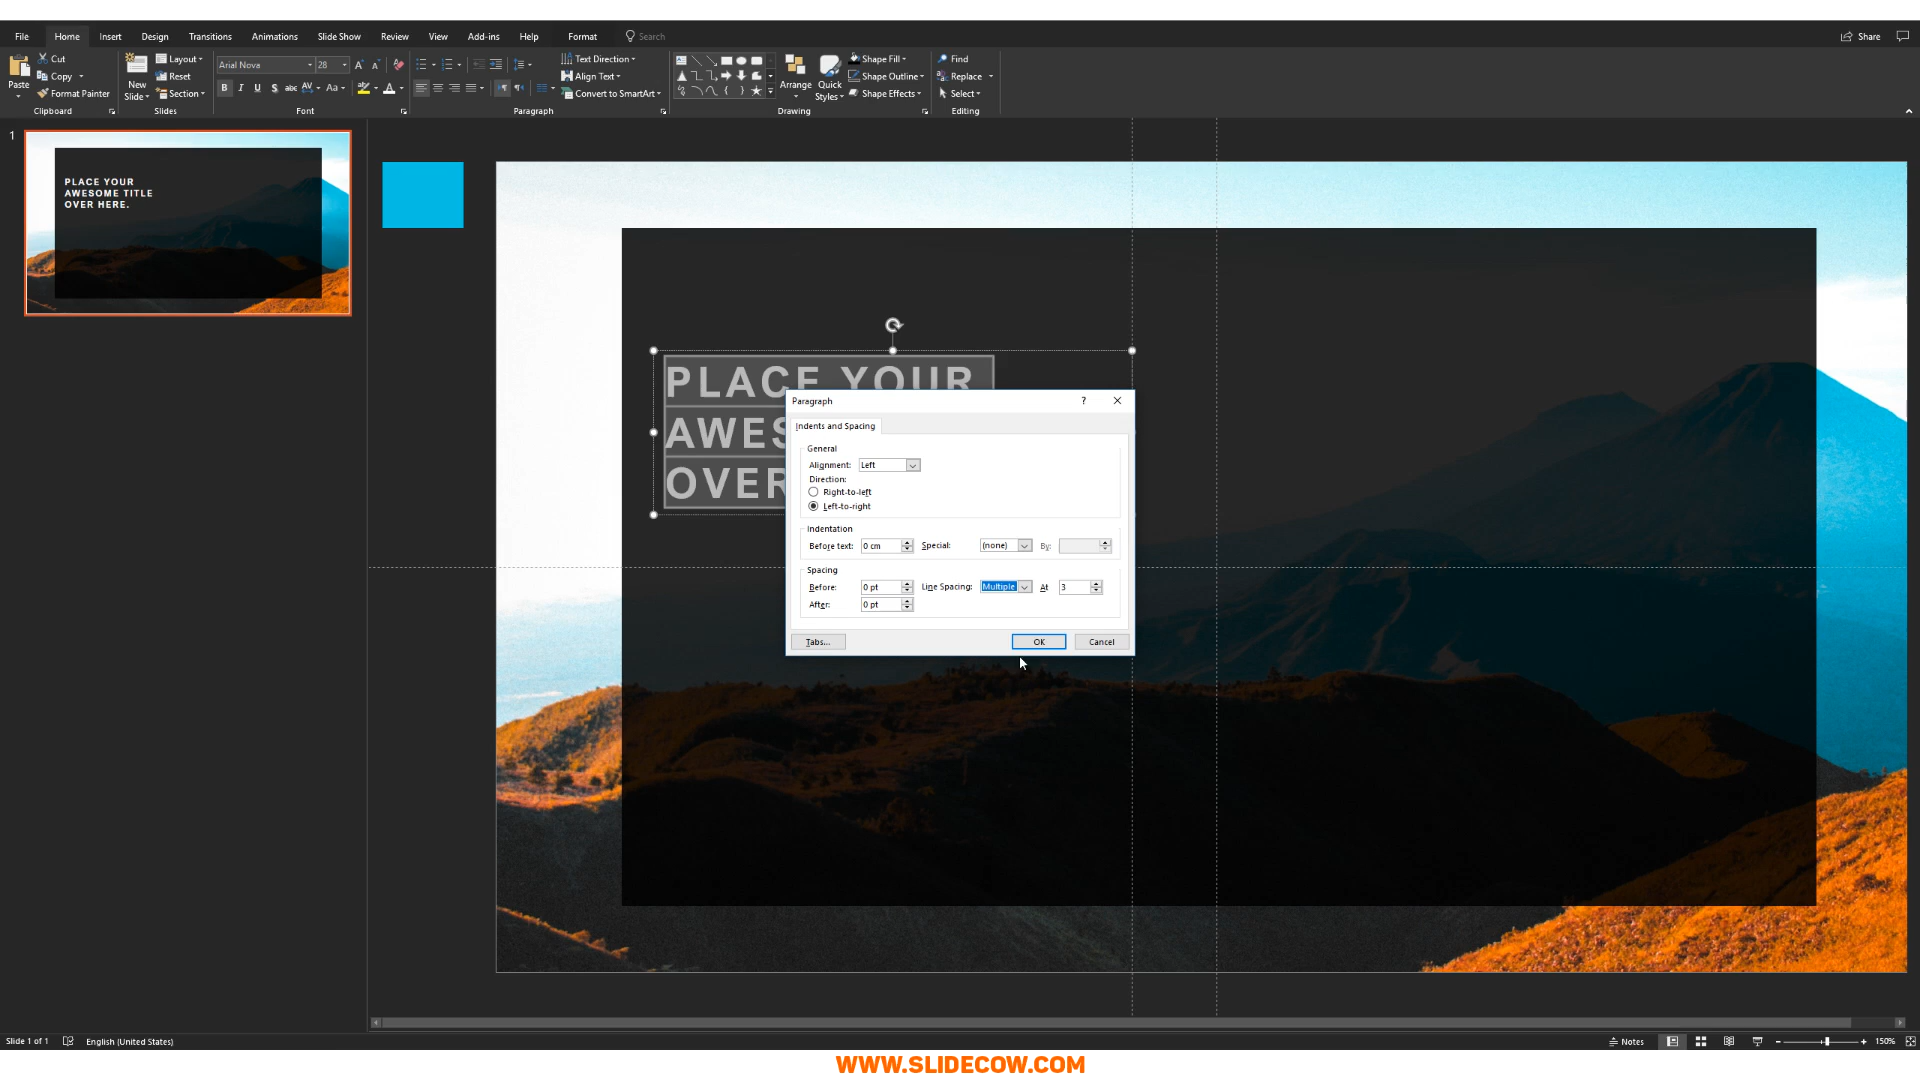 File Home Insert Design Transitions Animations Slide Show Review View Add-ins Help Format Search Share
Paste
Cut
Copy
Format Painter
Clipboard
New
Slide
Layout
Reset
Section
Slides
Arial Nova 28
B I U S abc AV Aa A
Font
Text Direction
Align Text
Convert to SmartArt
Paragraph
Arrange
Quick
Styles
Shape Fill
Shape Outline
Shape Effects
Drawing
Find
Replace
Select
Editing
1
PLACE YOUR
AWESOME TITLE
OVER HERE.
PLACE YOUR
AWES
OVER
Paragraph ?
Indents and Spacing
General
Alignment: Left
Direction:
Right-to-left
Left-to-right
Indentation
Before text: 0 cm Special: (none) By:
Spacing
Before: 0 pt Line Spacing: Multiple At 3
After: 0 pt
Tabs... OK Cancel
Slide 1 of 1 English (United States) Notes 150%
WWW.SLIDECOW.COM